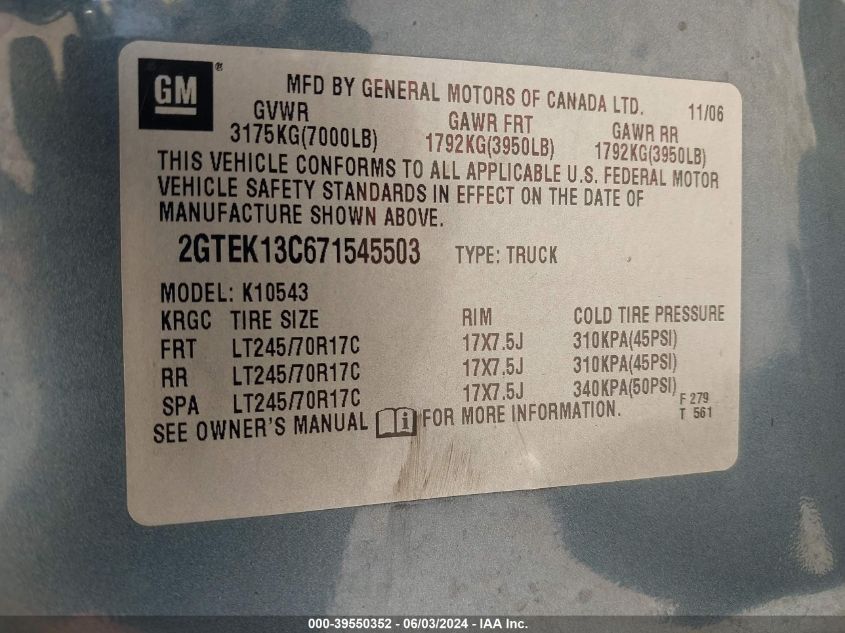 GM ®
MFD BY GENERAL MOTORS OF CANADA LTD. 11/06
GVWR GAWR FRT GAWR RR
3175KG(7000LB) 1792KG(3950LB) 1792KG(3950LB)
THIS VEHICLE CONFORMS TO ALL APPLICABLE U.S. FEDERAL MOTOR
VEHICLE SAFETY STANDARDS IN EFFECT ON THE DATE OF
MANUFACTURE SHOWN ABOVE.
2GTEK13C671545503 TYPE: TRUCK
MODEL: K10543
KRGC TIRE SIZE RIM COLD TIRE PRESSURE
FRT LT245/70R17C 17X7.5J 310KPA(45PSI)
RR LT245/70R17C 17X7.5J 310KPA(45PSI)
SPA LT245/70R17C 17X7.5J 340KPA(50PSI)
F 279
T 561
SEE OWNER'S MANUAL i FOR MORE INFORMATION.
000-39550352 - 06/03/2024 - IAA Inc.